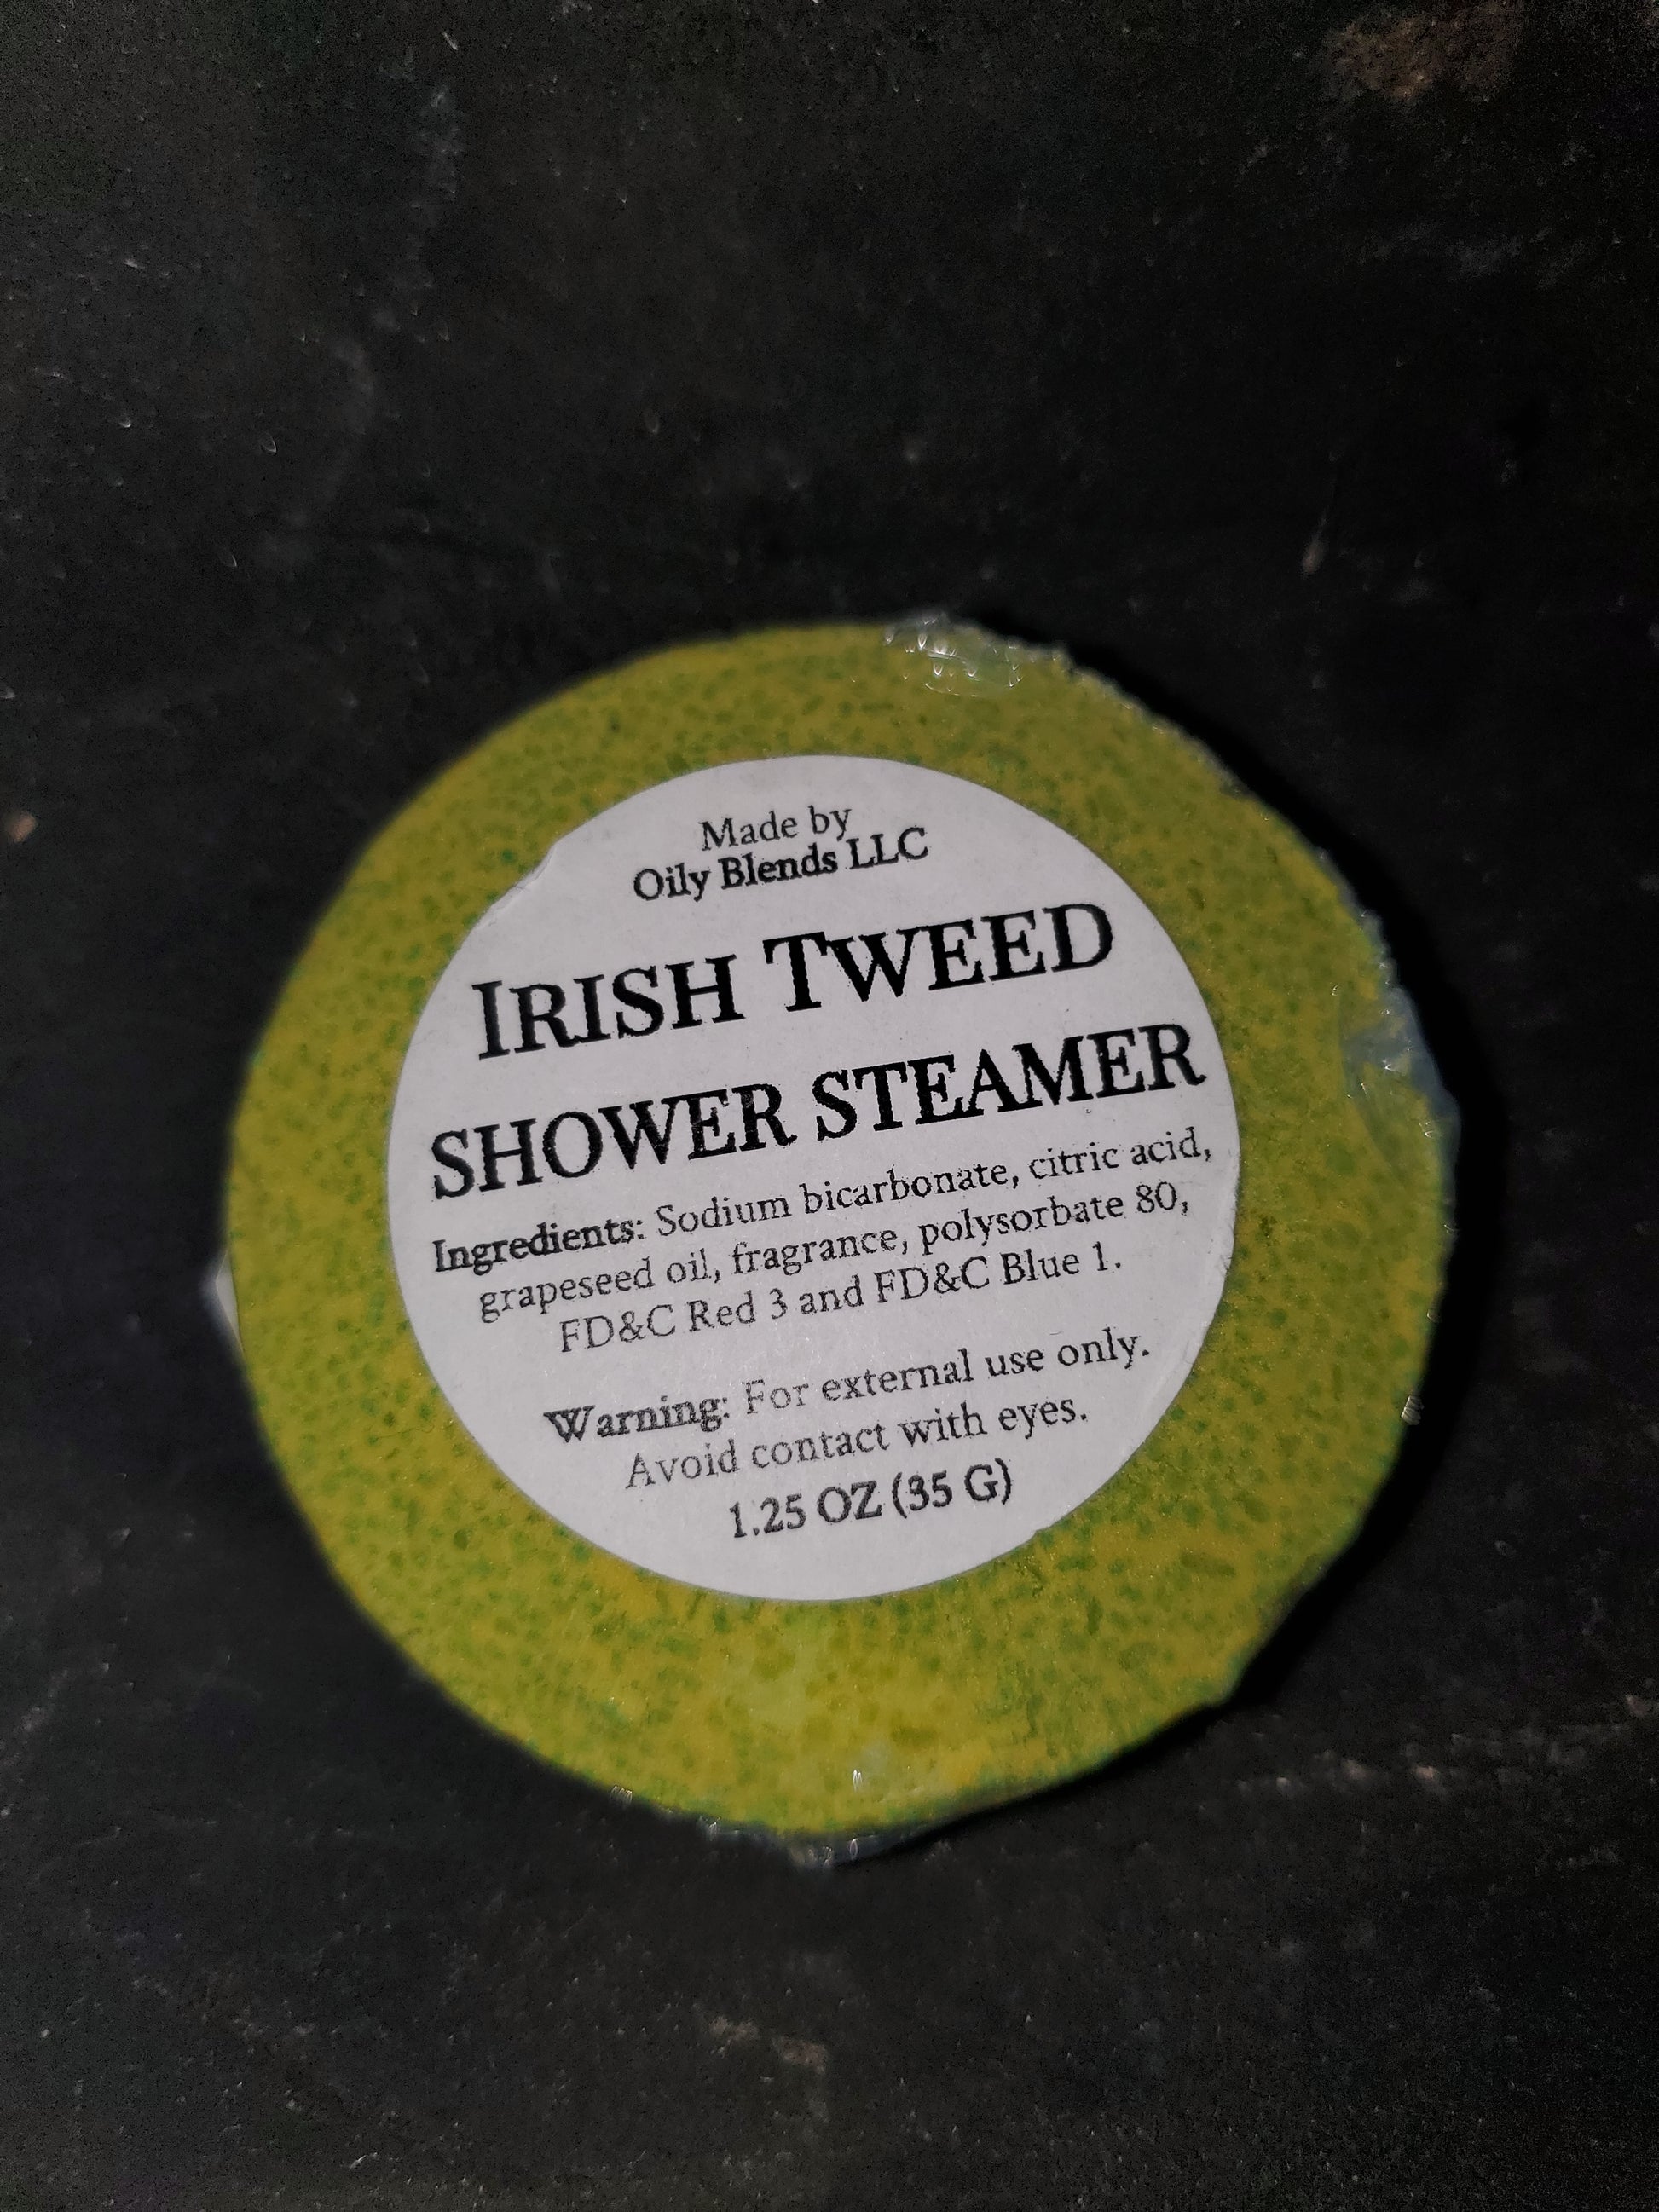 Made by
Oily Blends LLC
IRISH TWEED
SHOWER STEAMER
Ingredients: Sodium bicarbonate, citric acid,
grapeseed oil, fragrance, polysorbate 80,
FD&C Red 3 and FD&C Blue 1.
Warning: For external use only.
Avoid contact with eyes.
1.25 OZ (35 G)